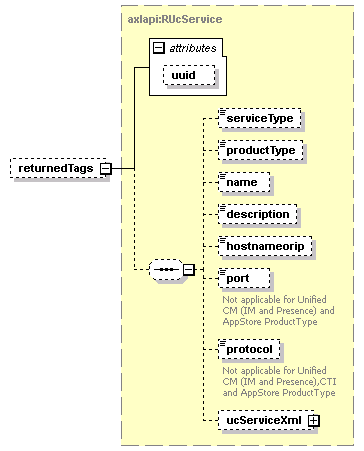 axlapi:RUcService
attributes
uuid
returnedTags
serviceType
productType
name
description
hostnameorip
port
Not applicable for Unified
CM (IM and Presence) and
AppStore ProductType
protocol
Not applicable for Unified
CM (IM and Presence),CTI
and AppStore ProductType
ucServiceXml